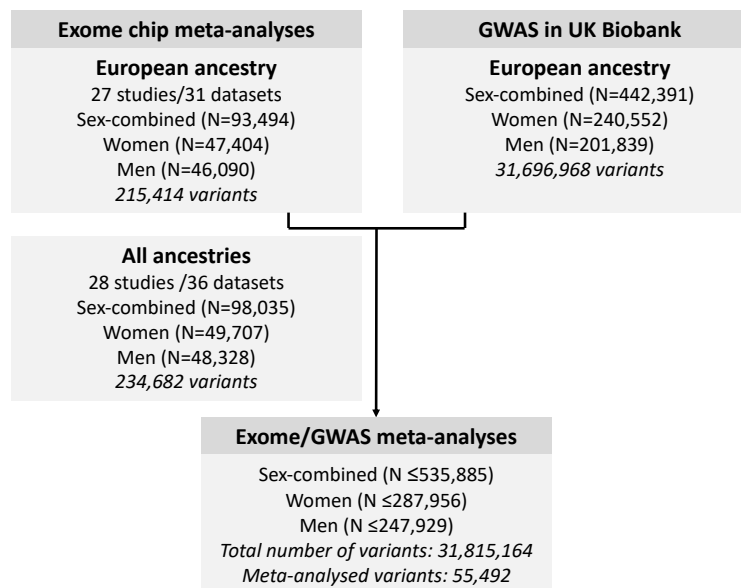 Exome chip meta-analyses
European ancestry
27 studies/31 datasets
Sex-combined (N=93,494)
Women (N=47,404)
Men (N=46,090)
215,414 variants
GWAS in UK Biobank
European ancestry
Sex-combined (N=442,391)
Women (N=240,552)
Men (N=201,839)
31,696,968 variants
All ancestries
28 studies /36 datasets
Sex-combined (N=98,035)
Women (N=49,707)
Men (N=48,328)
234,682 variants
Exome/GWAS meta-analyses
Sex-combined (N ≤535,885)
Women (N ≤287,956)
Men (N ≤247,929)
Total number of variants: 31,815,164
Meta-analysed variants: 55,492